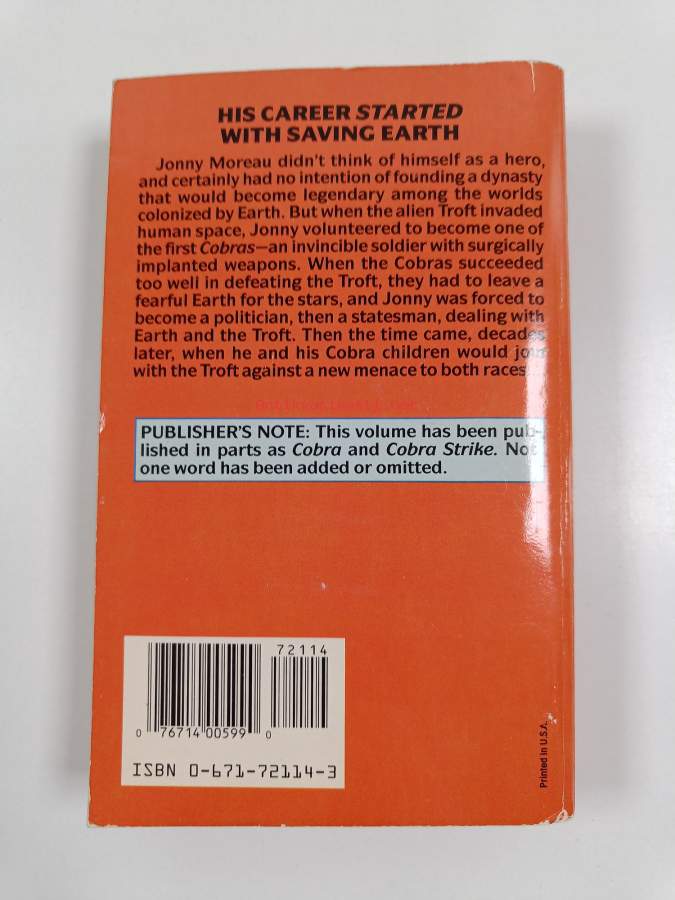 HIS CAREER STARTED
WITH SAVING EARTH
Jonny Moreau didn't think of himself as a hero,
and certainly had no intention of founding a dynasty
that would become legendary among the worlds
colonized by Earth. But when the alien Troft invaded
human space, Jonny volunteered to become one of
the first Cobras—an invincible soldier with surgically
implanted weapons. When the Cobras succeeded
too well in defeating the Troft, they had to leave a
fearful Earth for the stars, and Jonny was forced to
become a politician, then a statesman, dealing with
Earth and the Troft. Then the time came, decades
later, when he and his Cobra children would join
with the Troft against a new menace to both races.
PUBLISHER'S NOTE: This volume has been pub-
lished in parts as Cobra and Cobra Strike. Not
one word has been added or omitted.
72114
0 76714 00599 0
ISBN 0-671-72114-3
Printed in U.S.A.